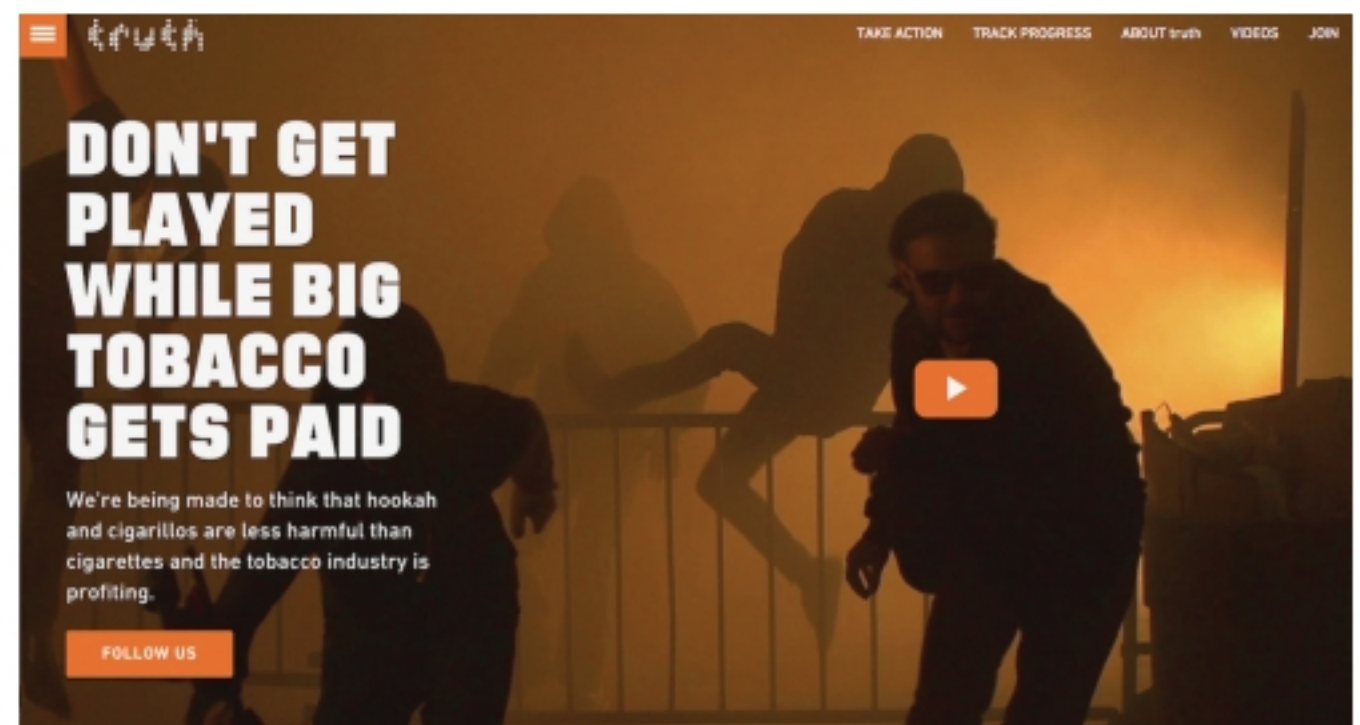 truth
TAKE ACTION TRACK PROGRESS ABOUT truth VIDEOS JOIN
DON'T GET
PLAYED
WHILE BIG
TOBACCO
GETS PAID
We're being made to think that hookah
and cigarillos are less harmful than
cigarettes and the tobacco industry is
profiting.
FOLLOW US